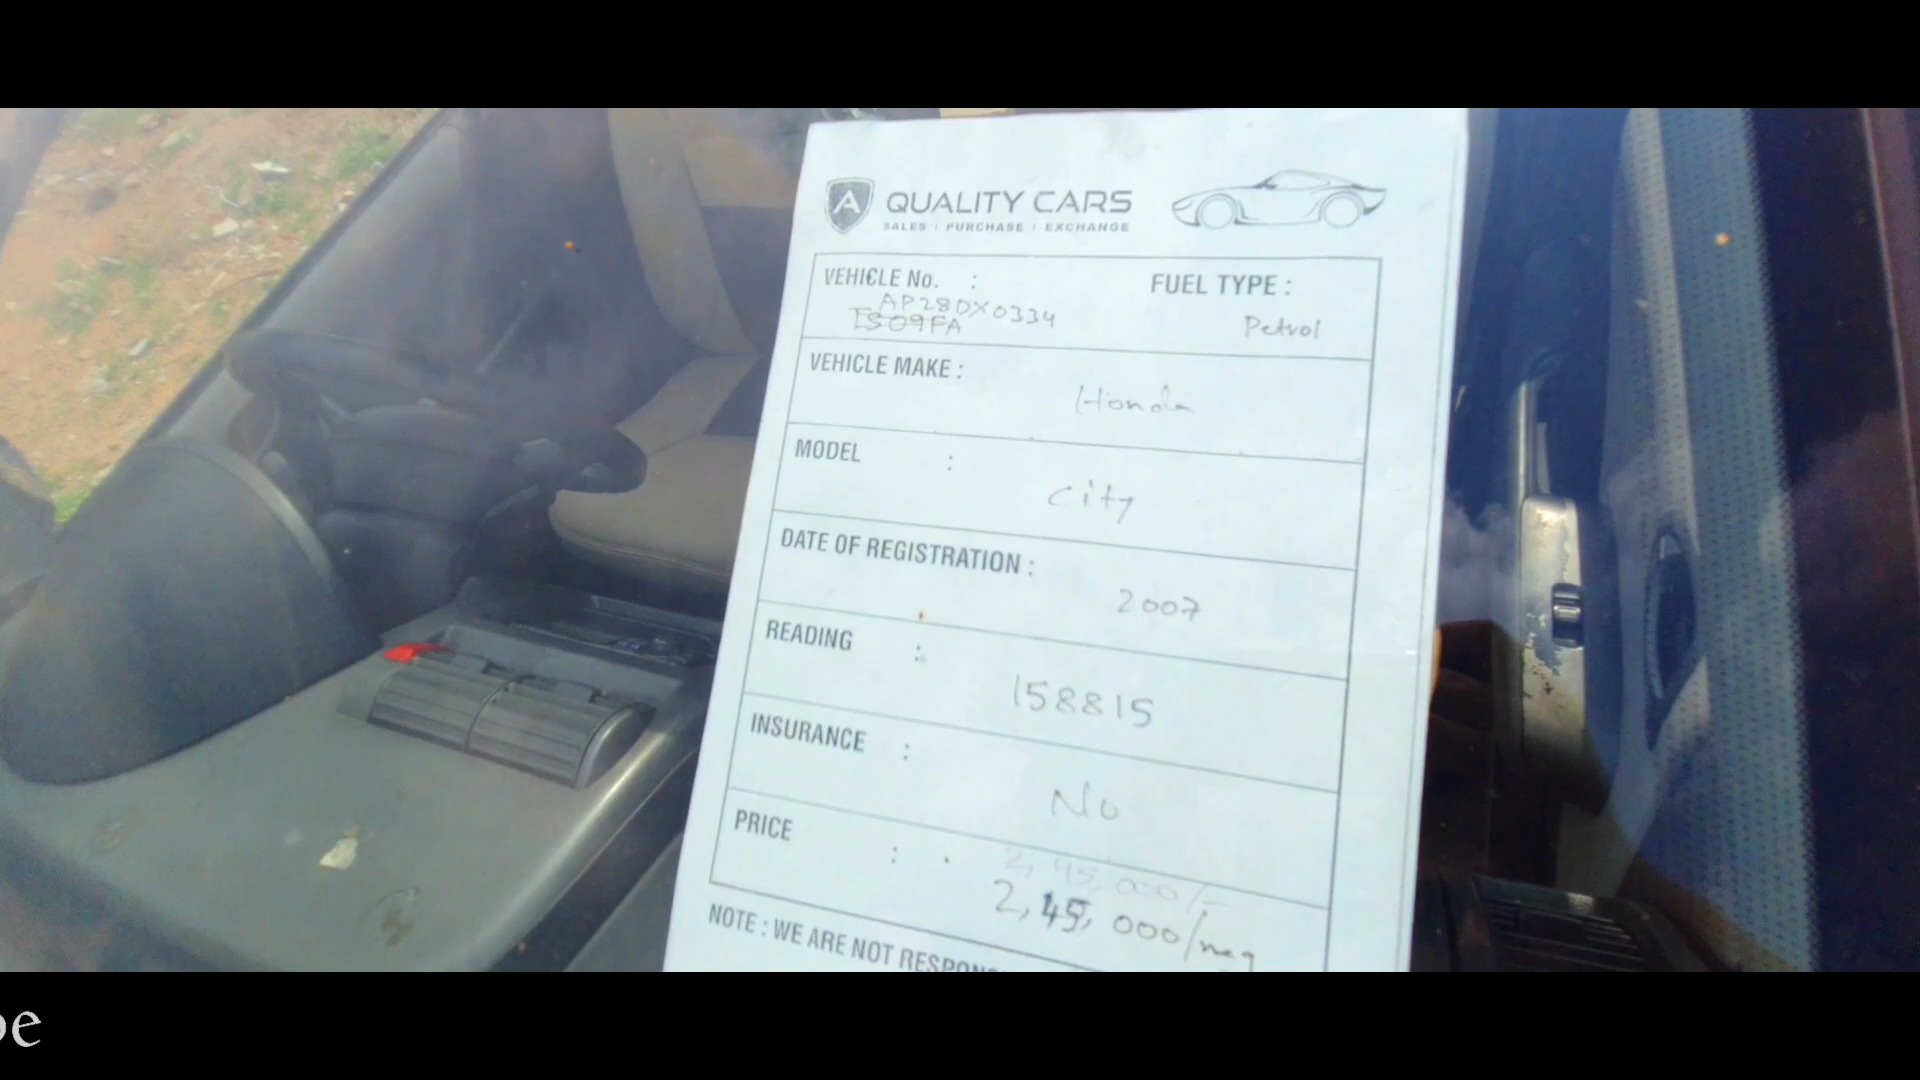 A QUALITY CARS
SALES | PURCHASE | EXCHANGE
VEHICLE No. :
AP28DX0334
TS09FA
FUEL TYPE :
Petrol
VEHICLE MAKE :
Honda
MODEL :
City
DATE OF REGISTRATION :
2007
READING :
158815
INSURANCE :
No
PRICE :
2,45,000/-
2,45,000/neg
NOTE : WE ARE NOT